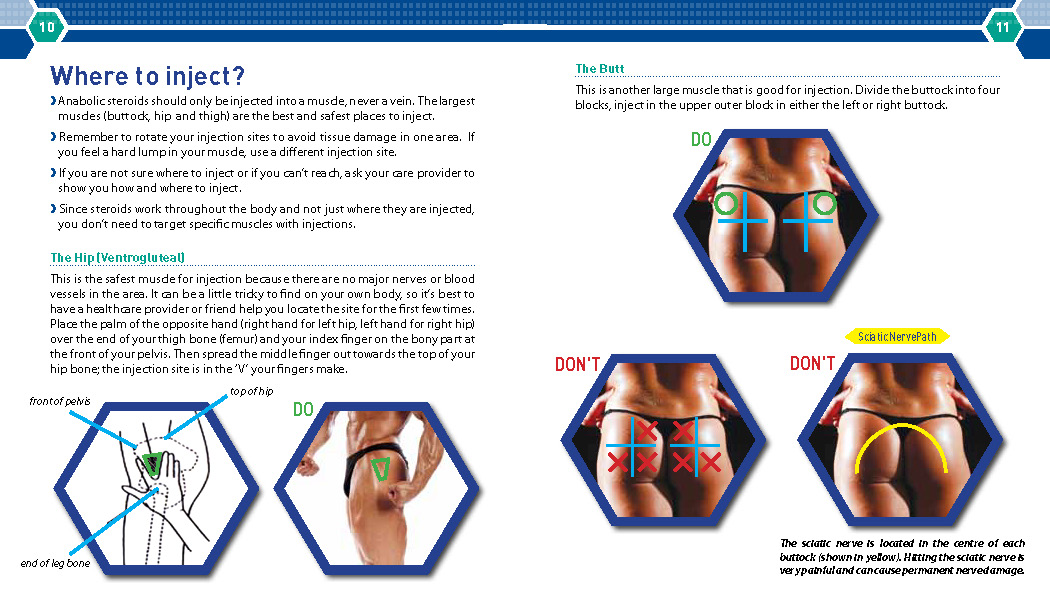 10
Where to inject?
Anabolic steroids should only be injected into a muscle, never a vein. The largest
muscles (buttock, hip and thigh) are the best and safest places to inject.
Remember to rotate your injection sites to avoid tissue damage in one area. If
you feel a hard lump in your muscle, use a different injection site.
If you are not sure where to inject or if you can't reach, ask your care provider to
show you how and where to inject.
Since steroids work throughout the body and not just where they are injected,
you don't need to target specific muscles with injections.
The Hip (Ventrogluteal)
This is the safest muscle for injection because there are no major nerves or blood
vessels in the area. It can be a little tricky to find on your own body, so it's best to
have a healthcare provider or friend help you locate the site for the first few times.
Place the palm of the opposite hand (right hand for left hip, left hand for right hip)
over the end of your thigh bone (femur) and your index finger on the bony part at
the front of your pelvis. Then spread the middle finger out towards the top of your
hip bone; the injection site is in the 'V' your fingers make.
front of pelvis
top of hip
end of leg bone
DO
11
The Butt
This is another large muscle that is good for injection. Divide the buttock into four
blocks, inject in the upper outer block in either the left or right buttock.
DO
DON'T
DON'T
Sciatic Nerve Path
The sciatic nerve is located in the centre of each
buttock (shown in yellow). Hitting the sciatic nerve is
very painful and can cause permanent nerve damage.